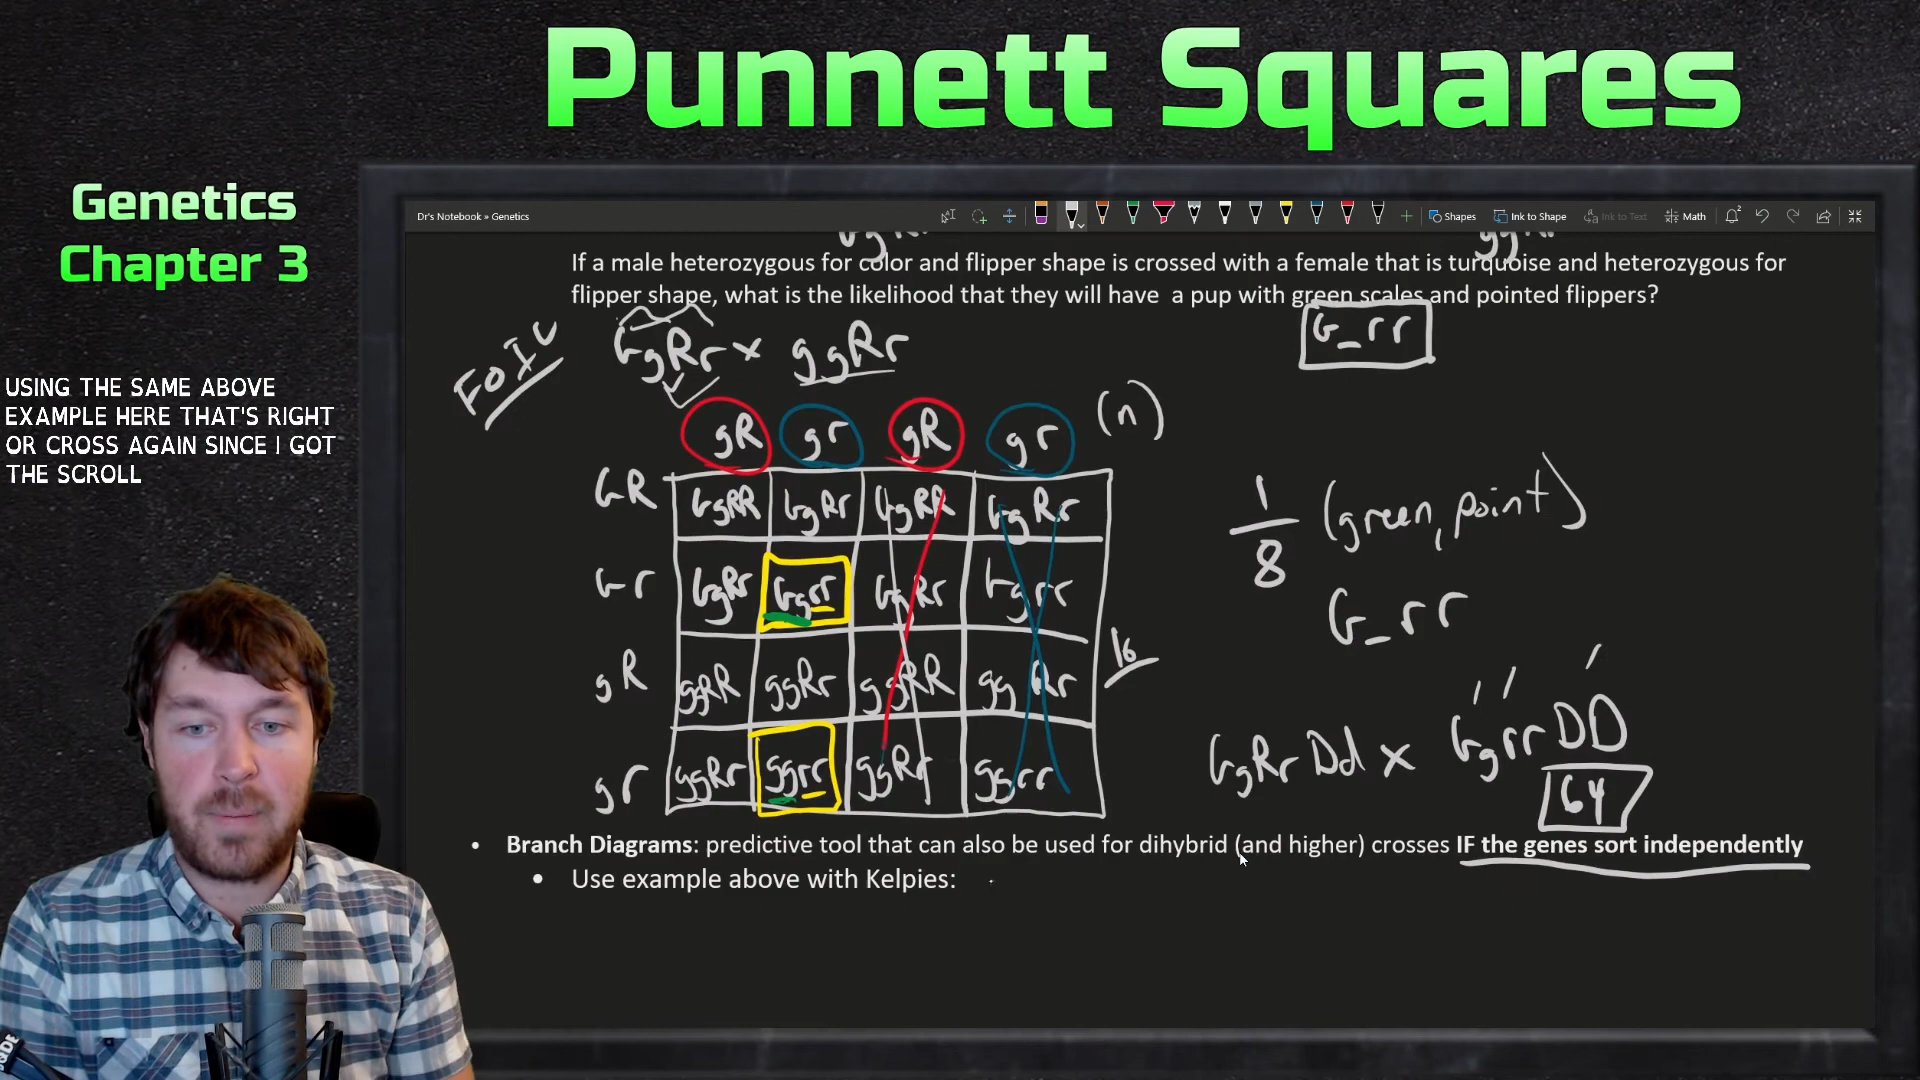 Punnett Squares
Genetics
Chapter 3
USING THE SAME ABOVE
EXAMPLE HERE THAT'S RIGHT
OR CROSS AGAIN SINCE I GOT
THE SCROLL
Dr's Notebook » Genetics
Shapes
Ink to Shape
Ink to Text
Math
If a male heterozygous for color and flipper shape is crossed with a female that is turquoise and heterozygous for
flipper shape, what is the likelihood that they will have a pup with green scales and pointed flippers?
G_rr
FOIL
GgRr x ggRr
gR gr gR gr (n)
GR GgRR GgRr GgRR GgRr
Gr GgRr Ggrr GgRr Ggrr
gR ggRR ggRr ggRR ggRr
gr ggRr ggrr ggRr ggrr
16
1/8 (green, point)
G_rr
GgRrDd x GgrrDD
64
• Branch Diagrams: predictive tool that can also be used for dihybrid (and higher) crosses IF the genes sort independently
• Use example above with Kelpies: